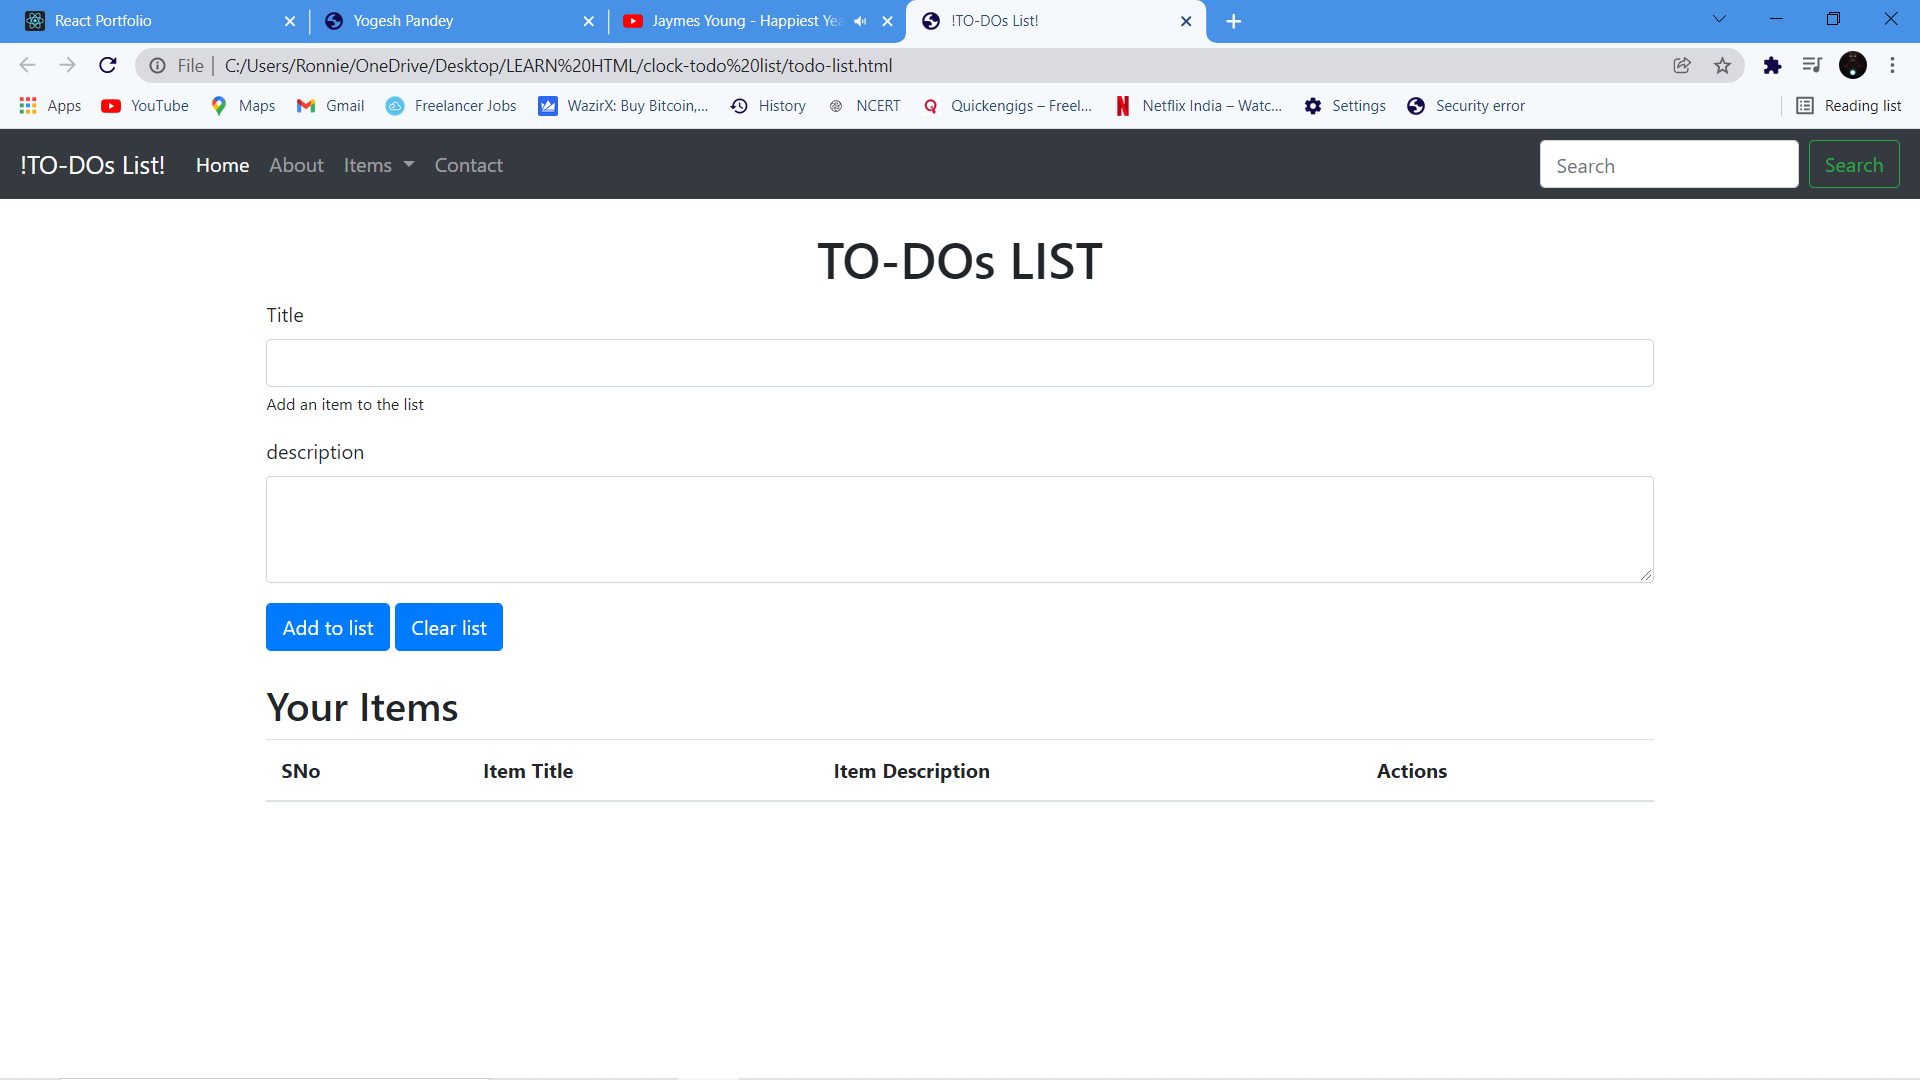 React Portfolio
Yogesh Pandey
Jaymes Young - Happiest Yea
!TO-DOs List!
File
C:/Users/Ronnie/OneDrive/Desktop/LEARN%20HTML/clock-todo%20list/todo-list.html
Apps YouTube Maps Gmail Freelancer Jobs WazirX: Buy Bitcoin,... History NCERT Quickengigs – Freel... Netflix India – Watc... Settings Security error Reading list
!TO-DOs List! Home About Items Contact Search Search
TO-DOs LIST
Title
Add an item to the list
description
Add to list Clear list
Your Items
SNo Item Title Item Description Actions